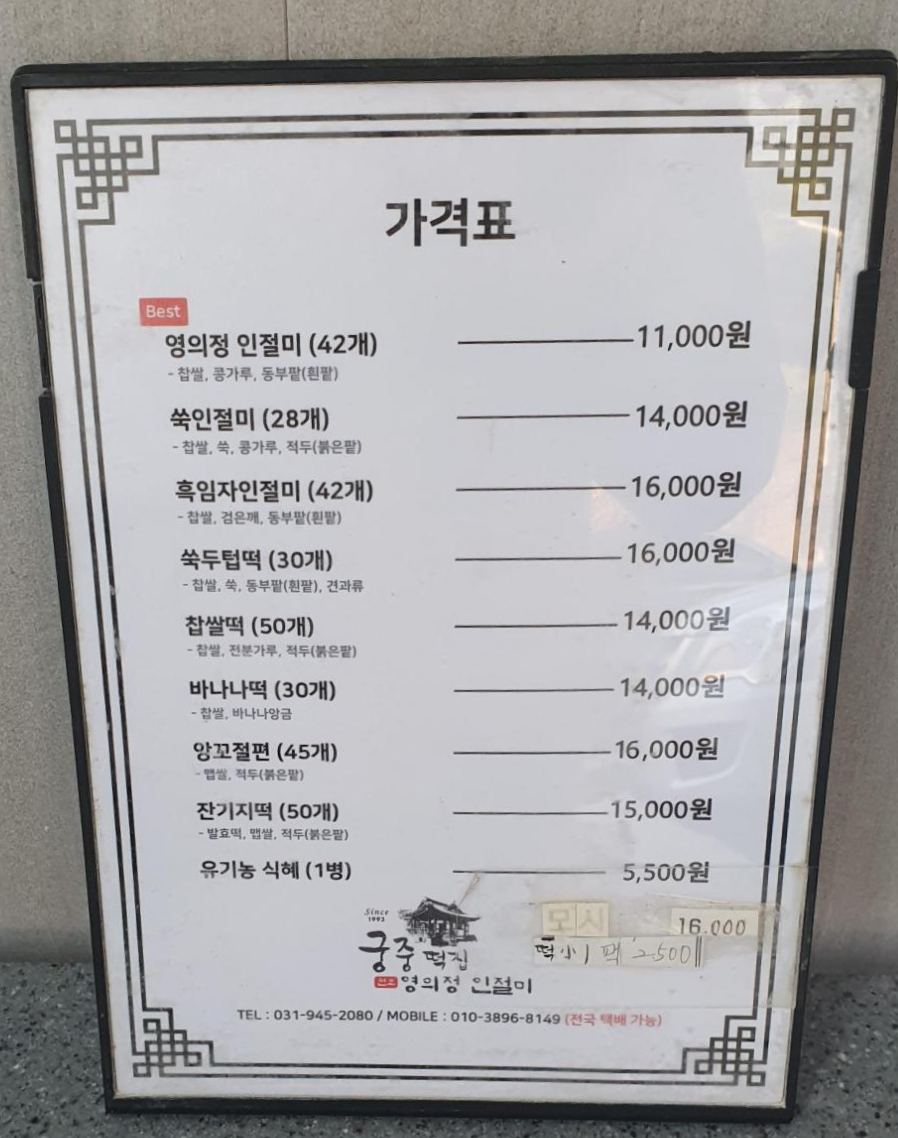 가격표
Best
영의정 인절미 (42개) 11,000원
- 찹쌀, 콩가루, 동부팥(흰팥)
쑥인절미 (28개) 14,000원
- 찹쌀, 쑥, 콩가루, 적두(붉은팥)
흑임자인절미 (42개) 16,000원
- 찹쌀, 검은깨, 동부팥(흰팥)
쑥두텁떡 (30개) 16,000원
- 찹쌀, 쑥, 동부팥(흰팥), 견과류
찹쌀떡 (50개) 14,000원
- 찹쌀, 전분가루, 적두(붉은팥)
바나나떡 (30개) 14,000원
- 찹쌀, 바나나앙금
앙꼬절편 (45개) 16,000원
- 맵쌀, 적두(붉은팥)
잔기지떡 (50개) 15,000원
- 발효떡, 맵쌀, 적두(붉은팥)
유기농 식혜 (1병) 5,500원
모시 16.000
떡小 1팩 2500
Since
1992
궁중떡집
영의정 인절미
TEL : 031-945-2080 / MOBILE : 010-3896-8149 (전국 택배 가능)